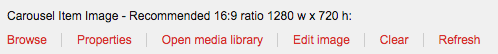 Carousel Item Image - Recommended 16:9 ratio 1280 w x 720 h:
Browse Properties Open media library Edit image Clear Refresh